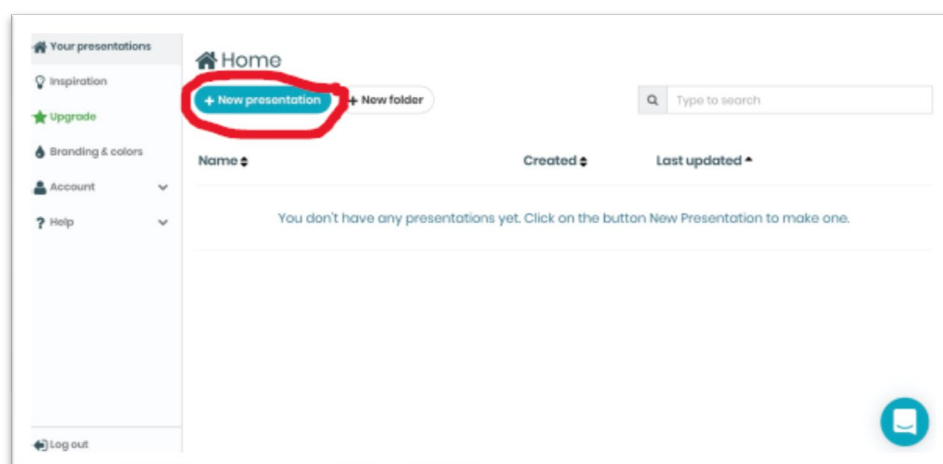 Your presentations
Inspiration
Upgrade
Branding & colors
Account
? Help
Log out
Home
+ New presentation
+ New folder
Type to search
Name
Created
Last updated
You don't have any presentations yet. Click on the button New Presentation to make one.